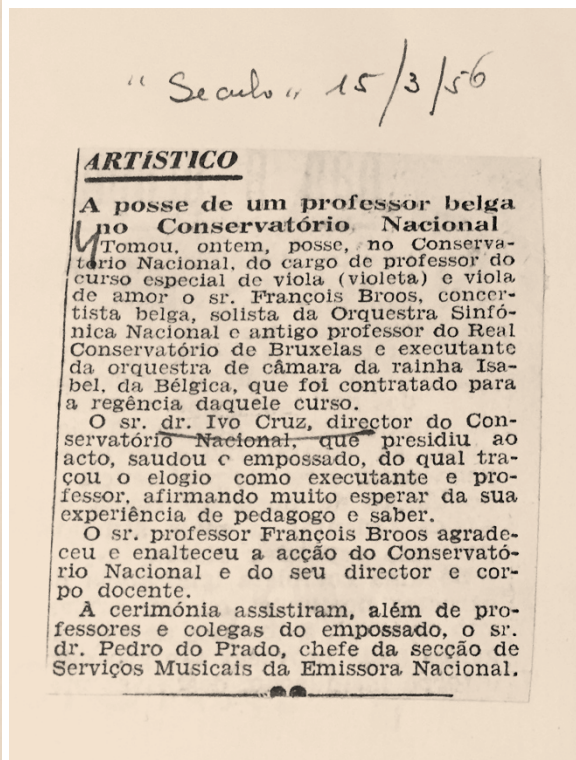 "Seculo" 15/3/56
ARTÍSTICO
A posse de um professor belga
no Conservatório Nacional
Tomou, ontem, posse, no Conserva-
tório Nacional, do cargo de professor do
curso especial de viola (violeta) e viola
de amor o sr. François Broos, concer-
tista belga, solista da Orquestra Sinfó-
nica Nacional e antigo professor do Real
Conservatório de Bruxelas e executante
da orquestra de câmara da rainha Isa-
bel, da Bélgica, que foi contratado para
a regência daquele curso.
O sr. dr. Ivo Cruz, director do Con-
servatório Nacional, que presidiu ao
acto, saudou o empossado, do qual tra-
çou o elogio como executante e pro-
fessor, afirmando muito esperar da sua
experiência de pedagogo e saber.
O sr. professor François Broos agrade-
ceu e enalteceu a acção do Conservató-
rio Nacional e do seu director e cor-
po docente.
A cerimónia assistiram, além de pro-
fessores e colegas do empossado, o sr.
dr. Pedro do Prado, chefe da secção de
Serviços Musicais da Emissora Nacional.